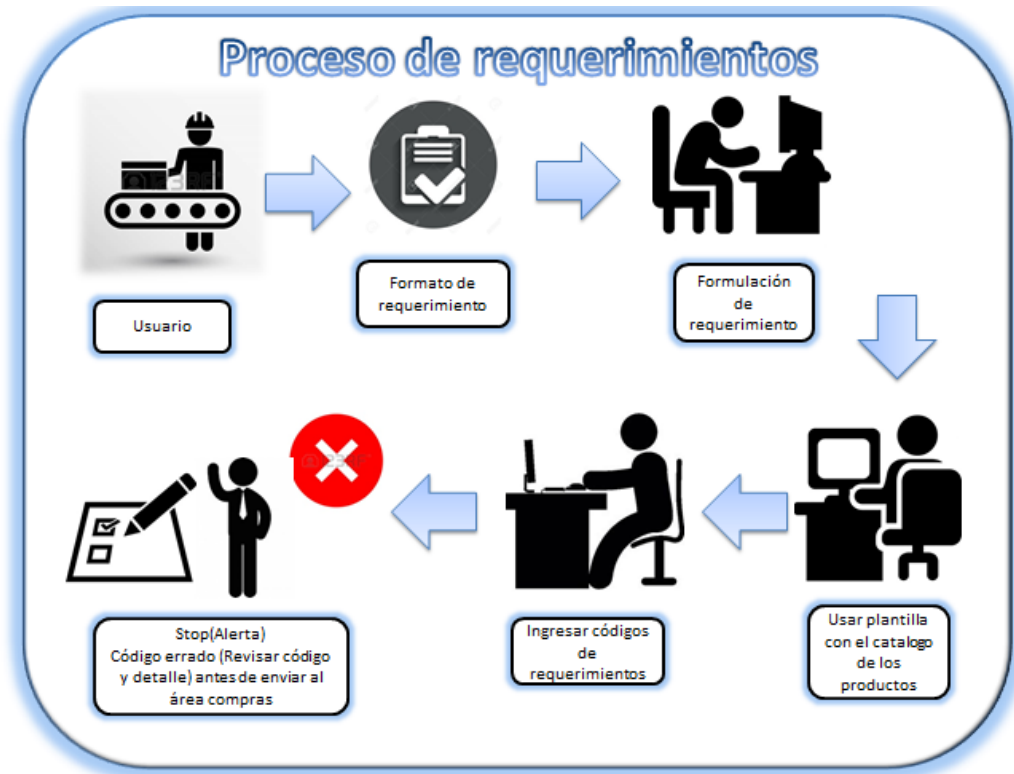 Proceso de requerimientos
Usuario
Formato de
requerimiento
Formulación
de
requerimiento
Stop(Alerta)
Código errado (Revisar código
y detalle) antes de enviar al
área compras
Ingresar códigos
de
requerimientos
Usar plantilla
con el catalogo
de los
productos